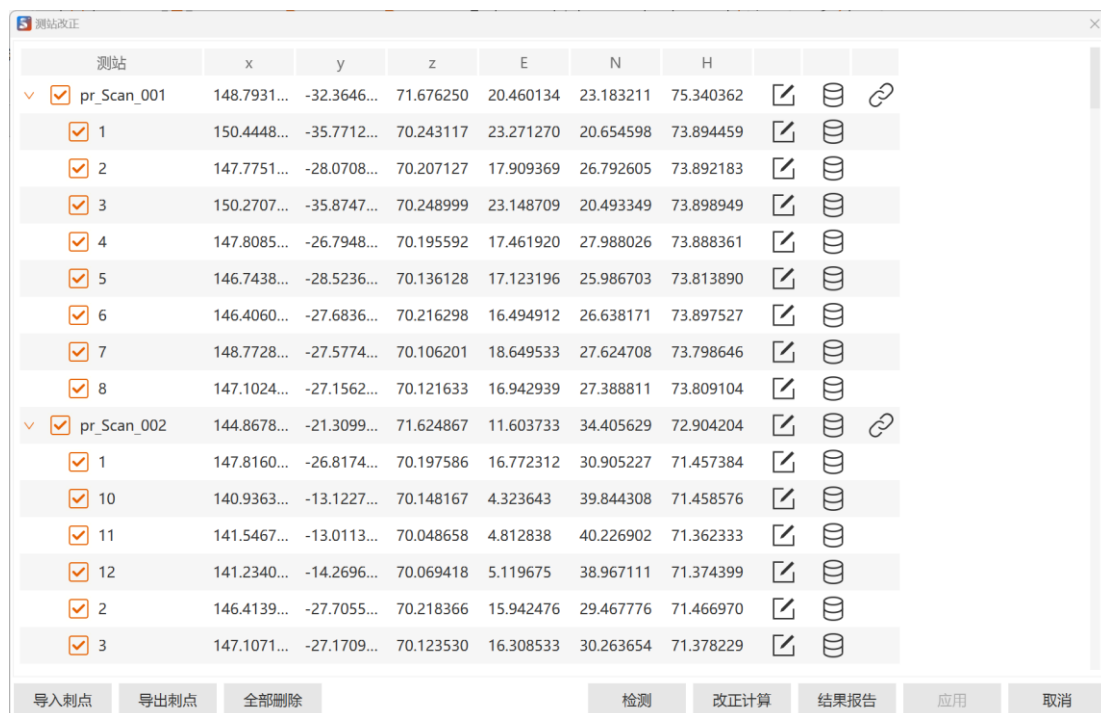 测站改正
测站 x y z E N H
pr_Scan_001 148.7931... -32.3646... 71.676250 20.460134 23.183211 75.340362
1 150.4448... -35.7712... 70.243117 23.271270 20.654598 73.894459
2 147.7751... -28.0708... 70.207127 17.909369 26.792605 73.892183
3 150.2707... -35.8747... 70.248999 23.148709 20.493349 73.898949
4 147.8085... -26.7948... 70.195592 17.461920 27.988026 73.888361
5 146.7438... -28.5236... 70.136128 17.123196 25.986703 73.813890
6 146.4060... -27.6836... 70.216298 16.494912 26.638171 73.897527
7 148.7728... -27.5774... 70.106201 18.649533 27.624708 73.798646
8 147.1024... -27.1562... 70.121633 16.942939 27.388811 73.809104
pr_Scan_002 144.8678... -21.3099... 71.624867 11.603733 34.405629 72.904204
1 147.8160... -26.8174... 70.197586 16.772312 30.905227 71.457384
10 140.9363... -13.1227... 70.148167 4.323643 39.844308 71.458576
11 141.5467... -13.0113... 70.048658 4.812838 40.226902 71.362333
12 141.2340... -14.2696... 70.069418 5.119675 38.967111 71.374399
2 146.4139... -27.7055... 70.218366 15.942476 29.467776 71.466970
3 147.1071... -27.1709... 70.123530 16.308533 30.263654 71.378229
导入刺点 导出刺点 全部删除 检测 改正计算 结果报告 应用 取消